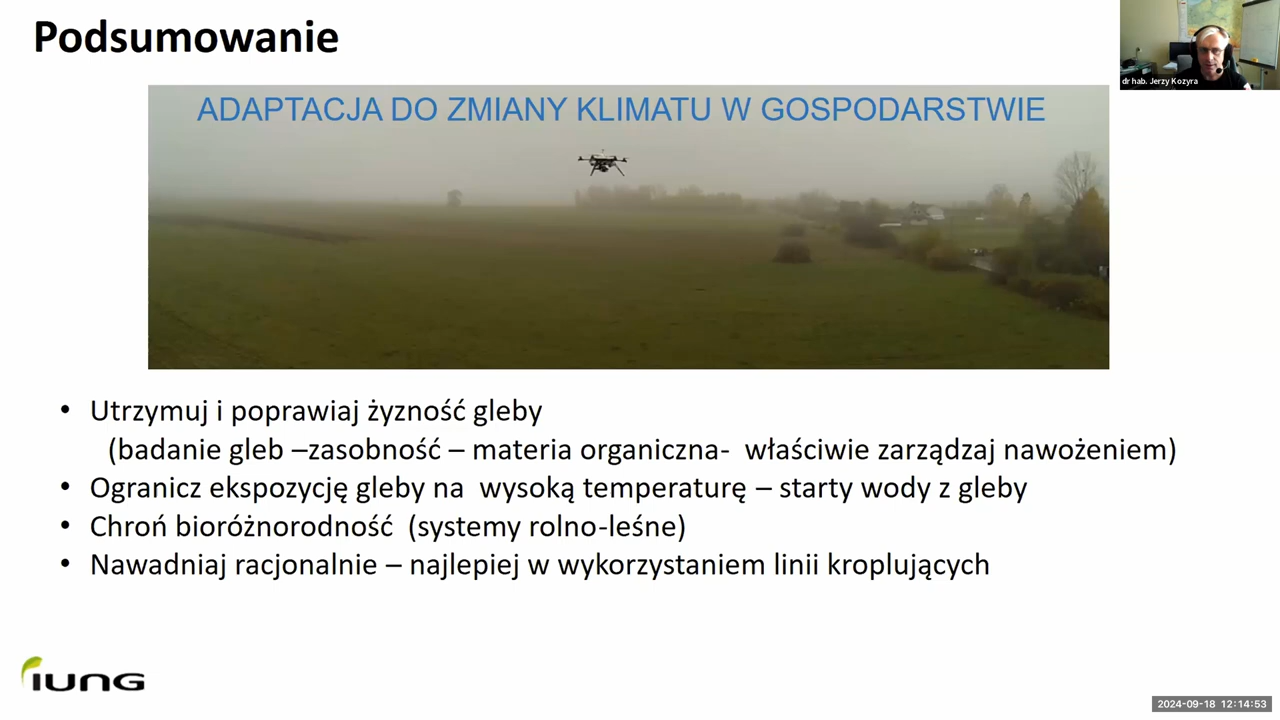 Podsumowanie
dr hab. Jerzy Kozyra
ADAPTACJA DO ZMIANY KLIMATU W GOSPODARSTWIE
• Utrzymuj i poprawiaj żyzność gleby
(badanie gleb –zasobność – materia organiczna- właściwie zarządzaj nawożeniem)
• Ogranicz ekspozycję gleby na wysoką temperaturę – starty wody z gleby
• Chroń bioróżnorodność (systemy rolno-leśne)
• Nawadniaj racjonalnie – najlepiej w wykorzystaniem linii kroplujących
IUNG
2024-09-18 12:14:53